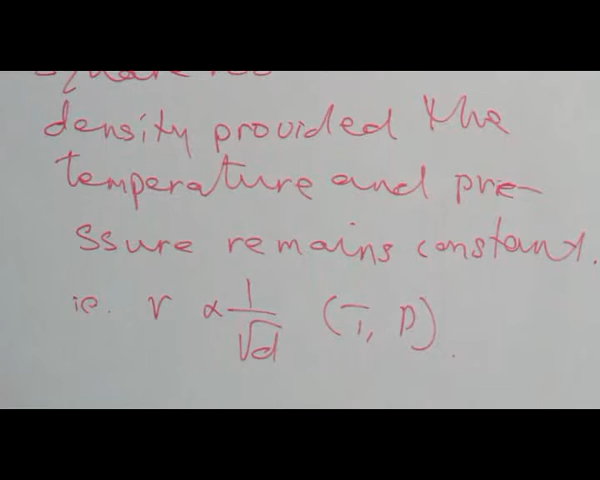 density provided the
temperature and pre-
ssure remains constant.
ie. r ∝ 1/√d (T, P).